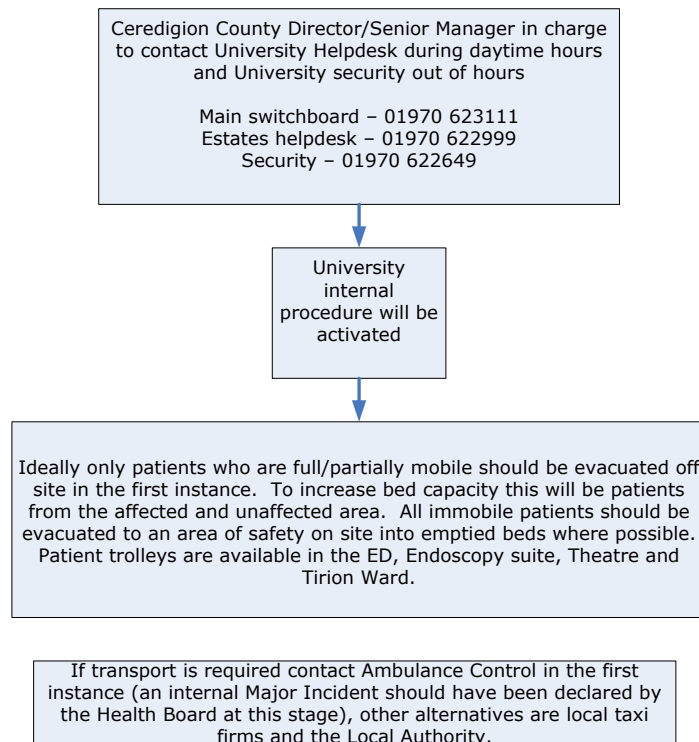 Ceredigion County Director/Senior Manager in charge
to contact University Helpdesk during daytime hours
and University security out of hours
Main switchboard – 01970 623111
Estates helpdesk – 01970 622999
Security – 01970 622649
University
internal
procedure will be
activated
Ideally only patients who are full/partially mobile should be evacuated off
site in the first instance.  To increase bed capacity this will be patients
from the affected and unaffected area.  All immobile patients should be
evacuated to an area of safety on site into emptied beds where possible.
Patient trolleys are available in the ED, Endoscopy suite, Theatre and
Tirion Ward.
If transport is required contact Ambulance Control in the first
instance (an internal Major Incident should have been declared by
the Health Board at this stage), other alternatives are local taxi
firms and the Local Authority.